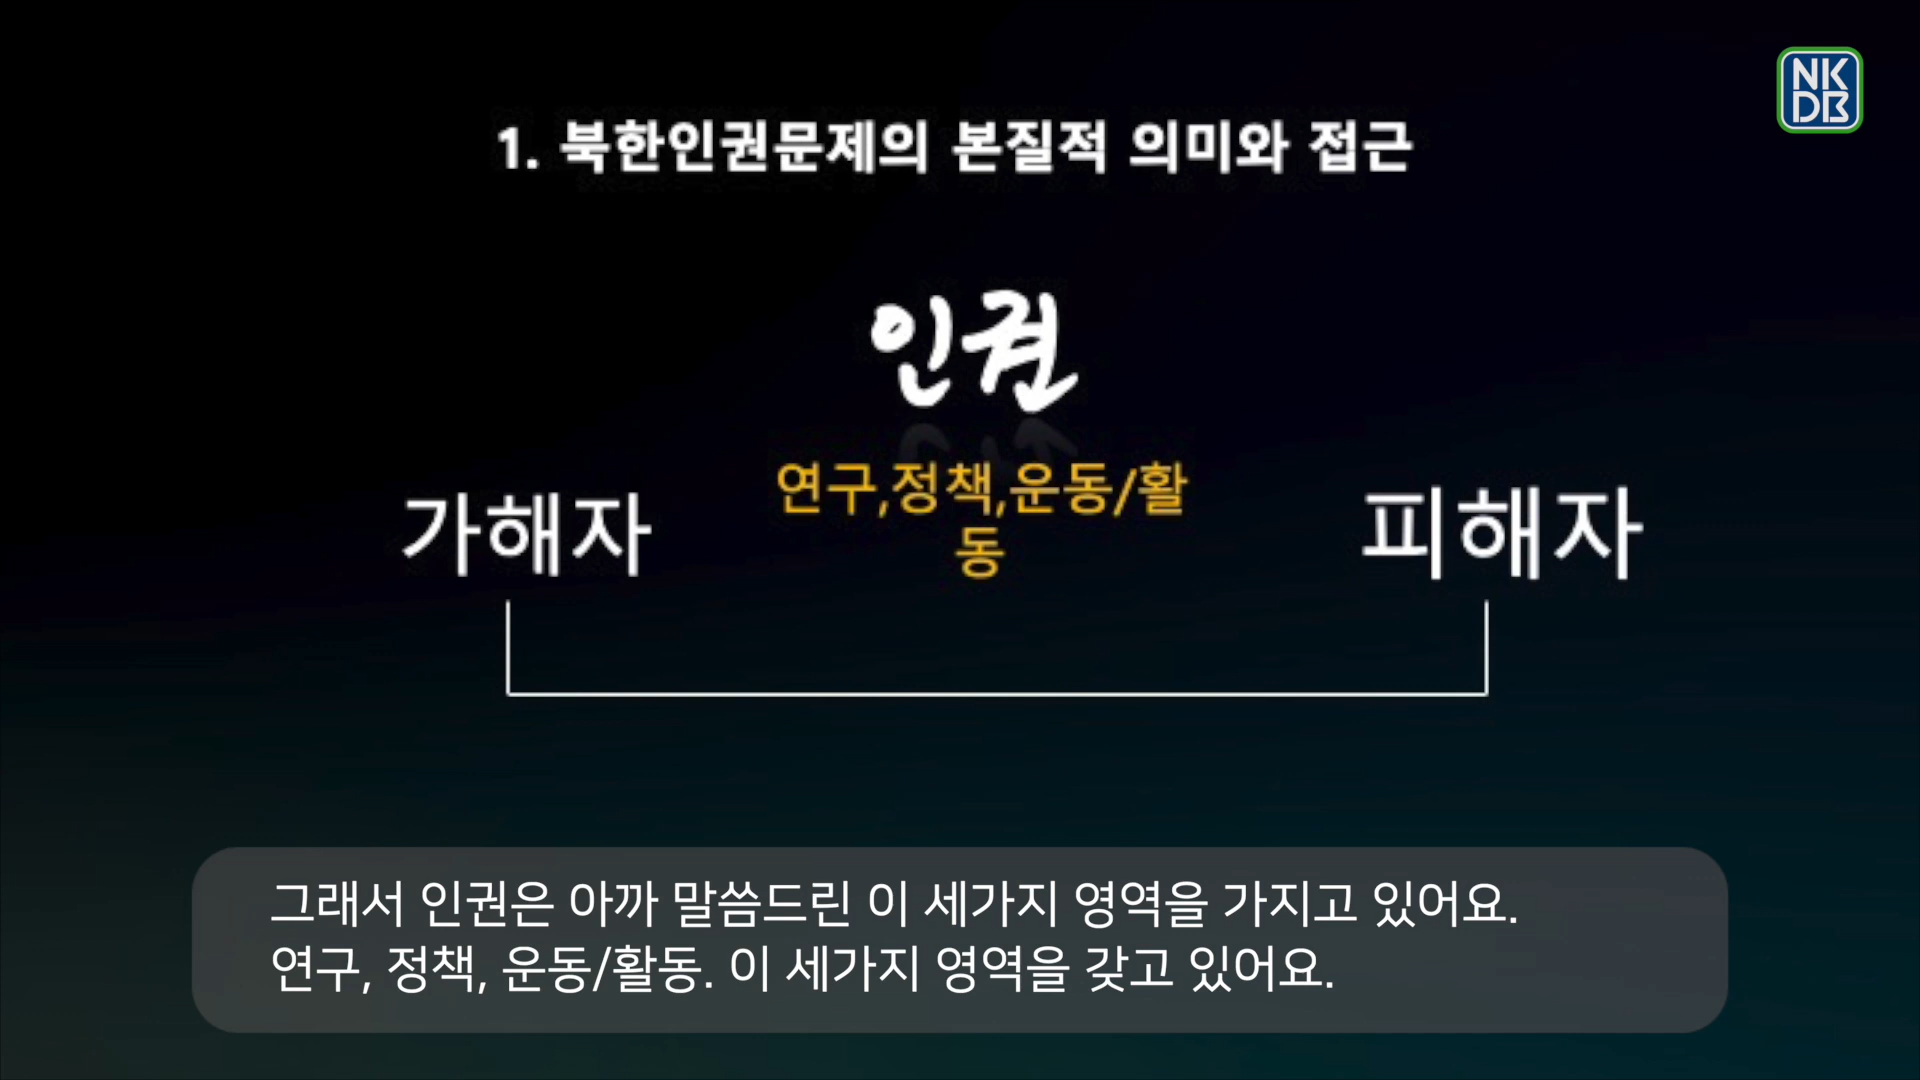 NK
DB
1. 북한인권문제의 본질적 의미와 접근
인권
연구,정책,운동/활
동
가해자
피해자
그래서 인권은 아까 말씀드린 이 세가지 영역을 가지고 있어요.
연구, 정책, 운동/활동. 이 세가지 영역을 갖고 있어요.